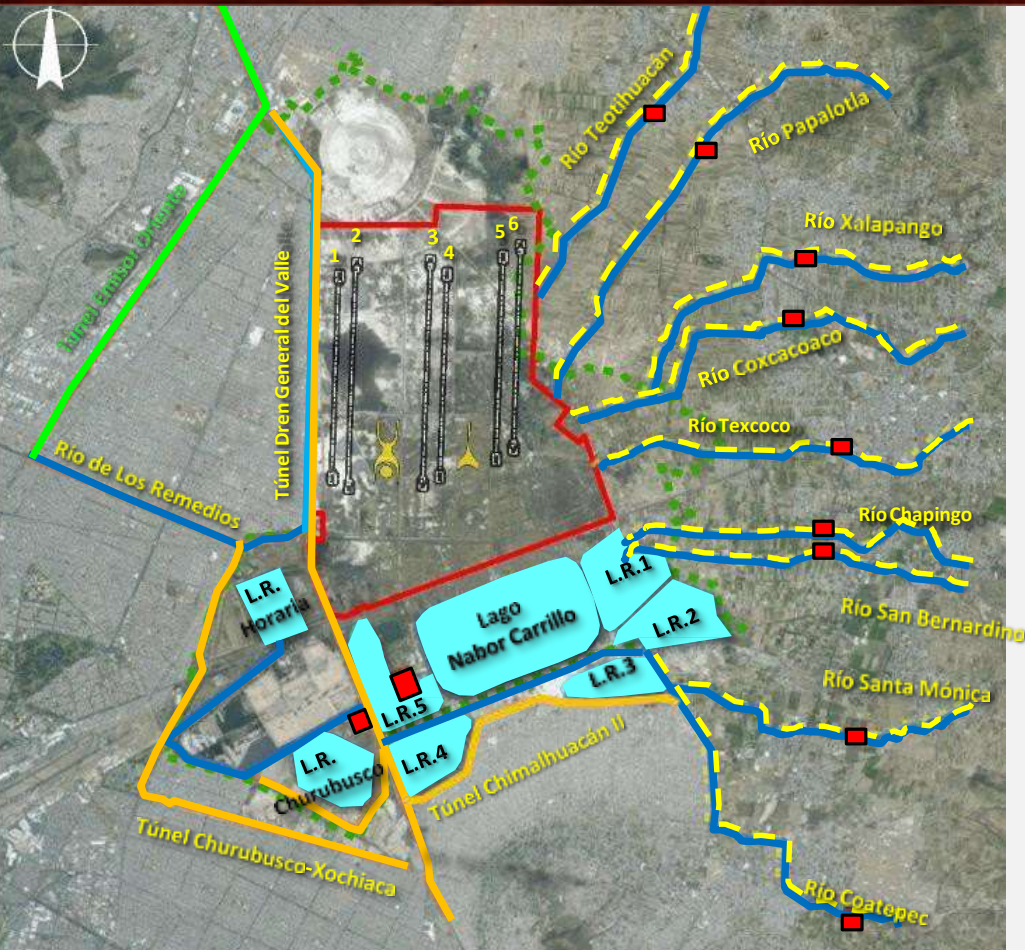 Río Teotihuacán
Río Papalotla
Río Xalapango
Túnel Emisor Oriente
Túnel Dren General del Valle
1
2
3
4
5
6
Río Coxcacoaco
Río Texcoco
Río de Los Remedios
Río Chapingo
L.R.1
L.R.
Horaria
Lago
Nabor Carrillo
L.R.2
Río San Bernardino
L.R.3
Río Santa Mónica
L.R.5
L.R.
Churubusco
L.R.4
Túnel Chimalhuacán II
Túnel Churubusco-Xochiaca
Río Coatepec